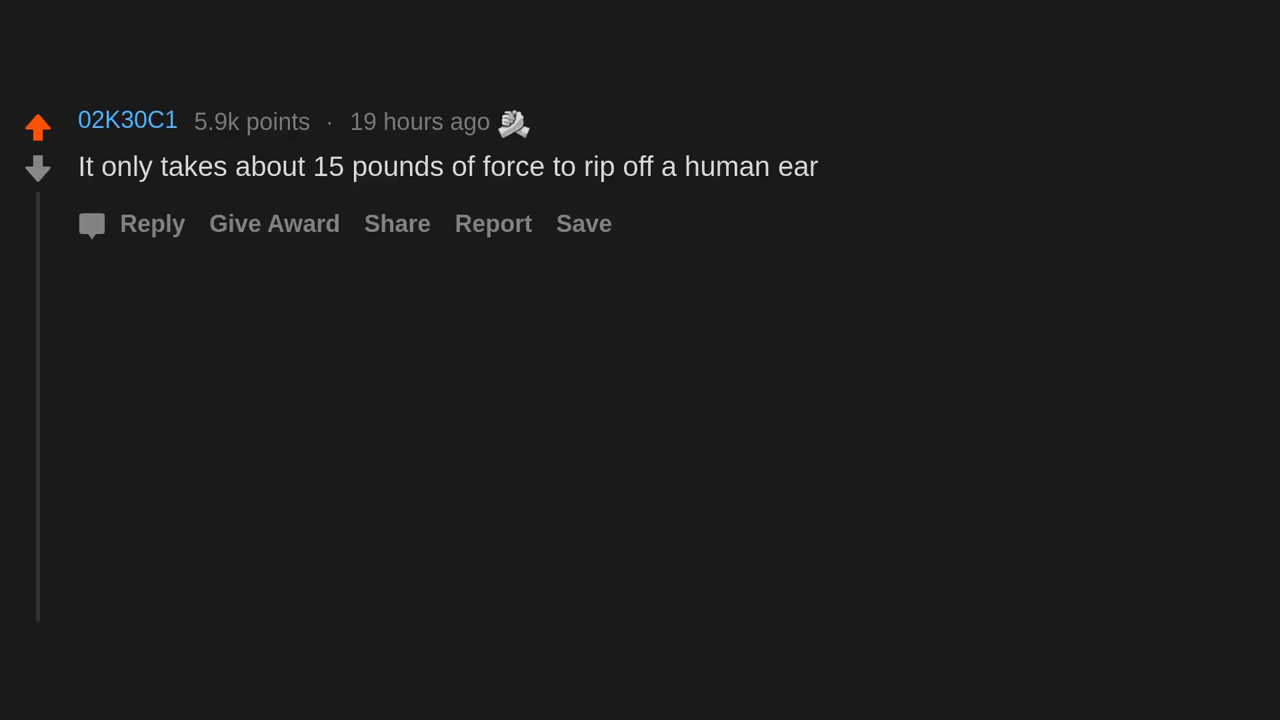 02K30C1 5.9k points · 19 hours ago
It only takes about 15 pounds of force to rip off a human ear
Reply Give Award Share Report Save